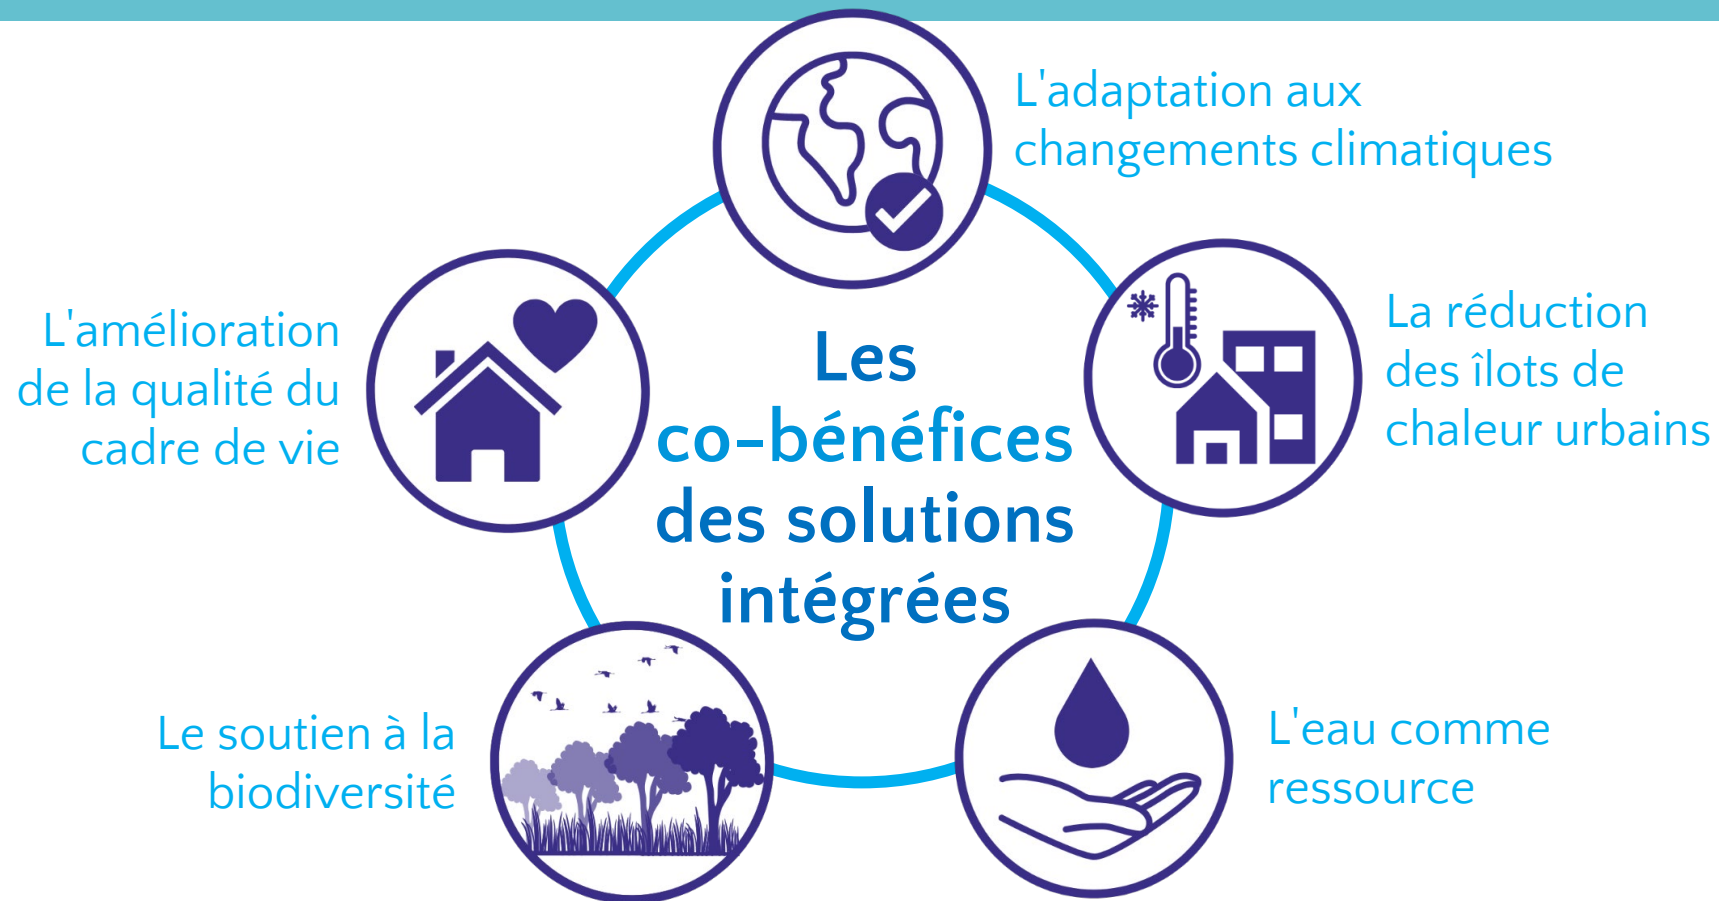 L'adaptation aux
changements climatiques
La réduction
des îlots de
chaleur urbains
L'amélioration
de la qualité du
cadre de vie
Les
co-bénéfices
des solutions
intégrées
Le soutien à la
biodiversité
L'eau comme
ressource